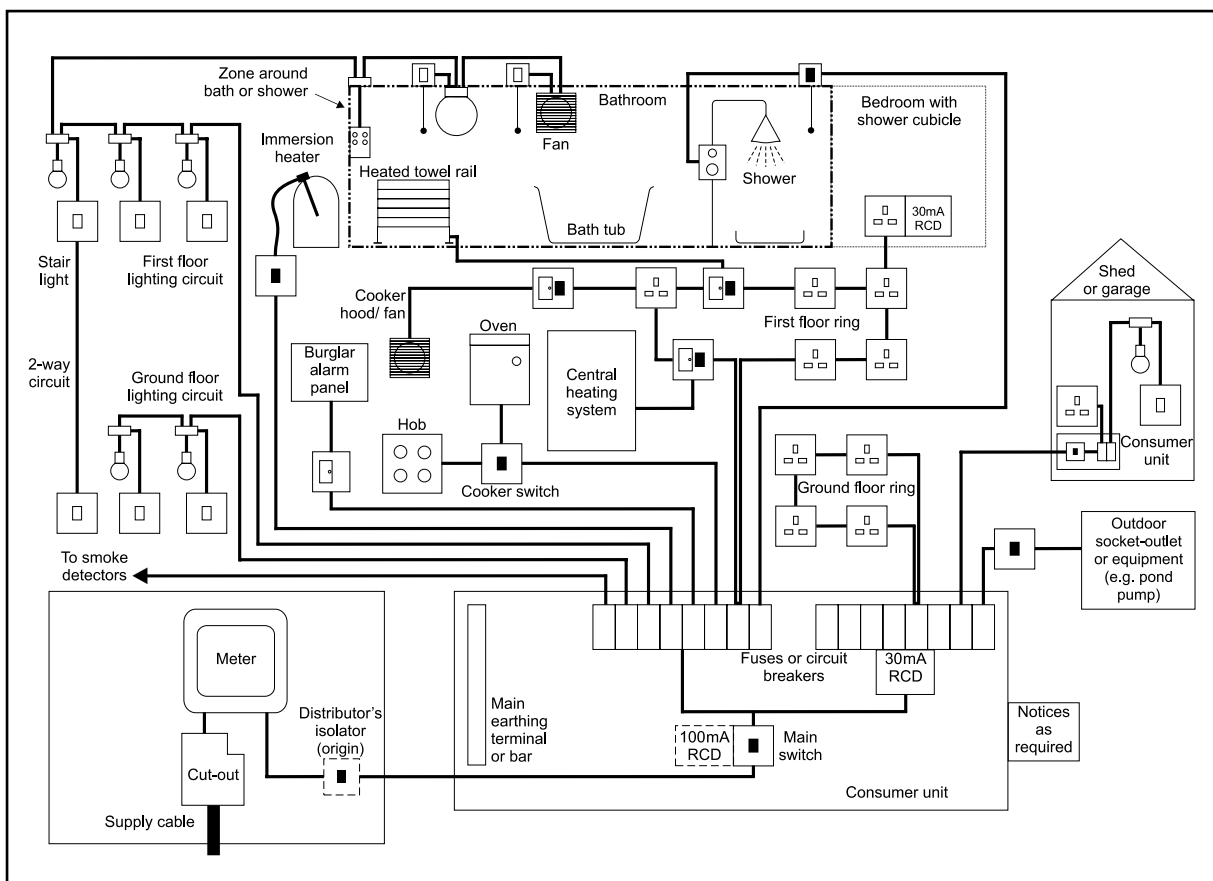 Zone around
bath or shower
Bathroom
Bedroom with
shower cubicle
Fan
Immersion
heater
Heated towel rail
Shower
30mA
RCD
Bath tub
Stair
light
First floor
lighting circuit
Shed
or garage
Cooker
hood/ fan
Oven
First floor ring
2-way
circuit
Ground floor
lighting circuit
Burglar
alarm
panel
Central
heating
system
Hob
Consumer
unit
Cooker switch
Ground floor ring
To smoke
detectors
Outdoor
socket-outlet
or equipment
(e.g. pond
pump)
Meter
Fuses or circuit
breakers
30mA
RCD
Distributor's
isolator
(origin)
Main
earthing
terminal
or bar
100mA
RCD
Main
switch
Notices
as
required
Cut-out
Consumer unit
Supply cable